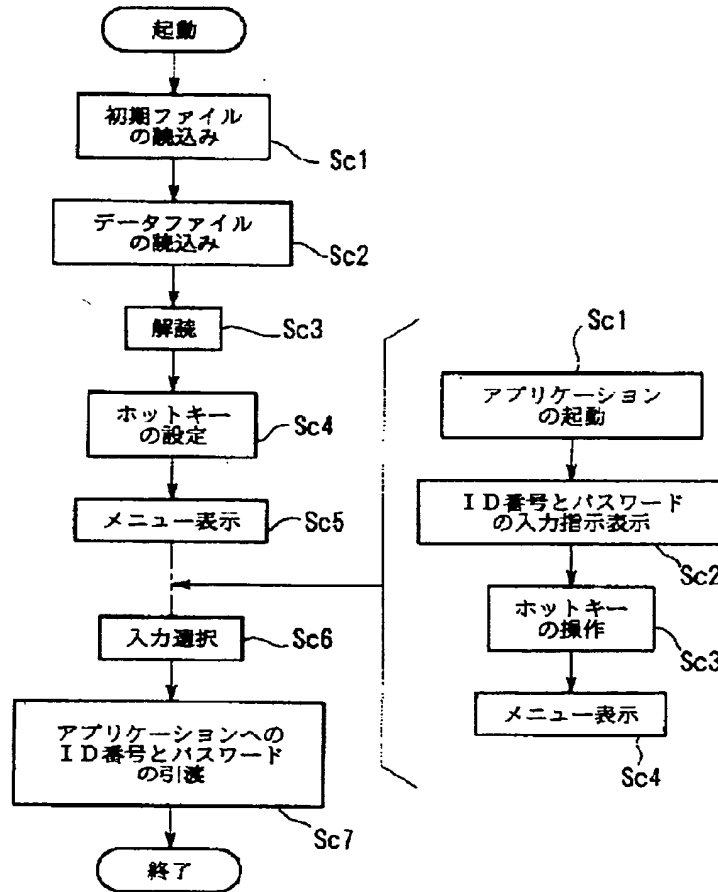 起動
初期ファイル
の読込み
Sc1
データファイル
の読込み
Sc2
解読
Sc3
ホットキー
の設定
Sc4
メニュー表示
Sc5
入力選択
Sc6
アプリケーションへの
ID番号とパスワード
の引渡
Sc7
終了
Sc1
アプリケーション
の起動
ID番号とパスワード
の入力指示表示
Sc2
ホットキー
の操作
Sc3
メニュー表示
Sc4